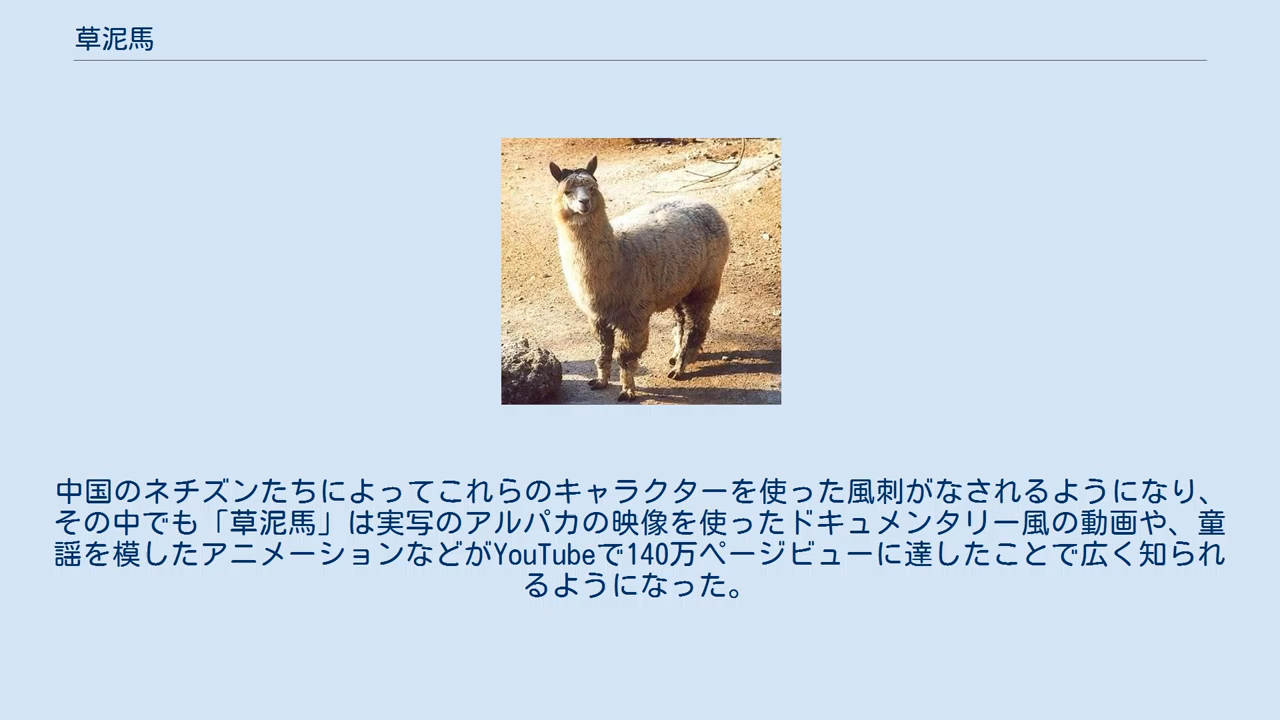 草泥馬
中国のネチズンたちによってこれらのキャラクターを使った風刺がなされるようになり、
その中でも「草泥馬」は実写のアルパカの映像を使ったドキュメンタリー風の動画や、童
謡を模したアニメーションなどがYouTubeで140万ページビューに達したことで広く知られ
るようになった。